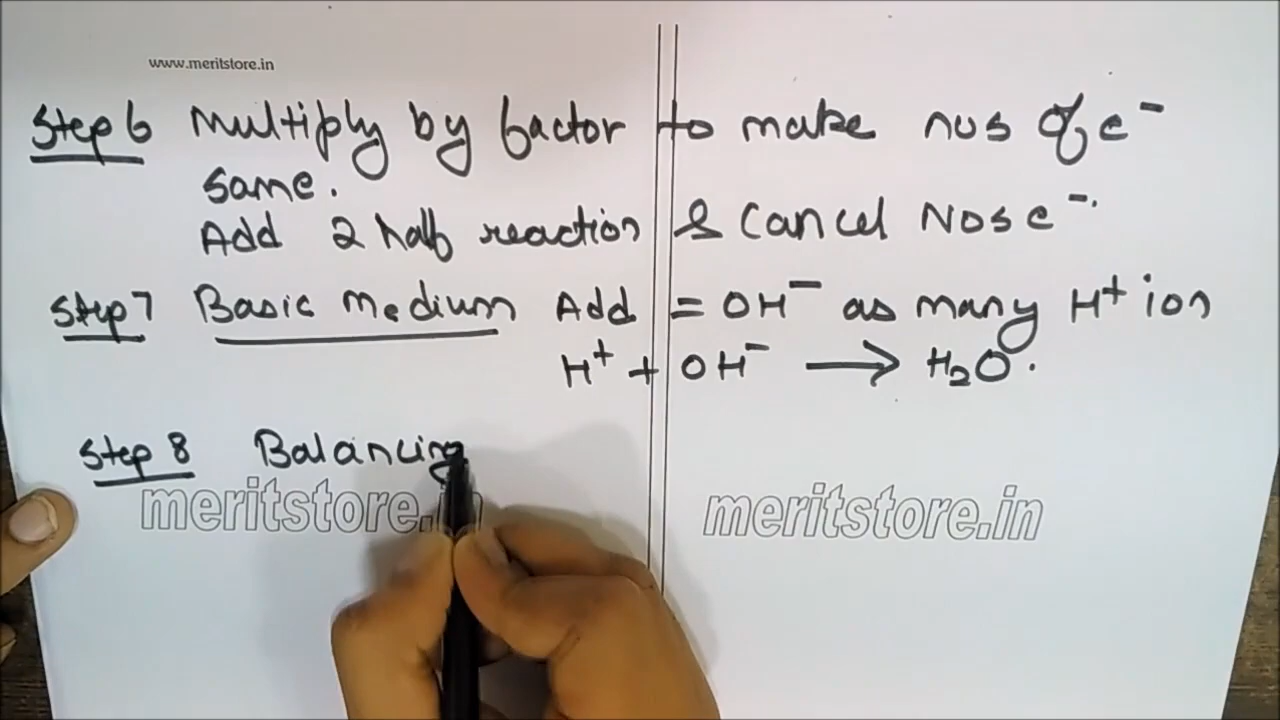 www.meritstore.in
Step 6 Multiply by factor to make nos of e⁻
same.
Add 2 half reaction & cancel Nos e⁻.
Step 7 Basic Medium Add = OH⁻ as many H⁺ ion
H⁺ + OH⁻ → H₂O.
Step 8 Balancing
meritstore.in meritstore.in